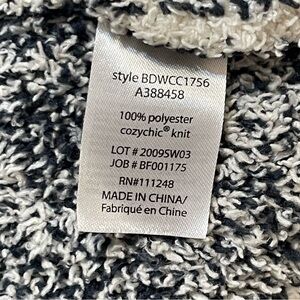 style BDWCC1756
A388458
100% polyester
cozychic® knit
LOT # 2009SW03
JOB # BF001175
RN#111248
MADE IN CHINA/
Fabriqué en Chine